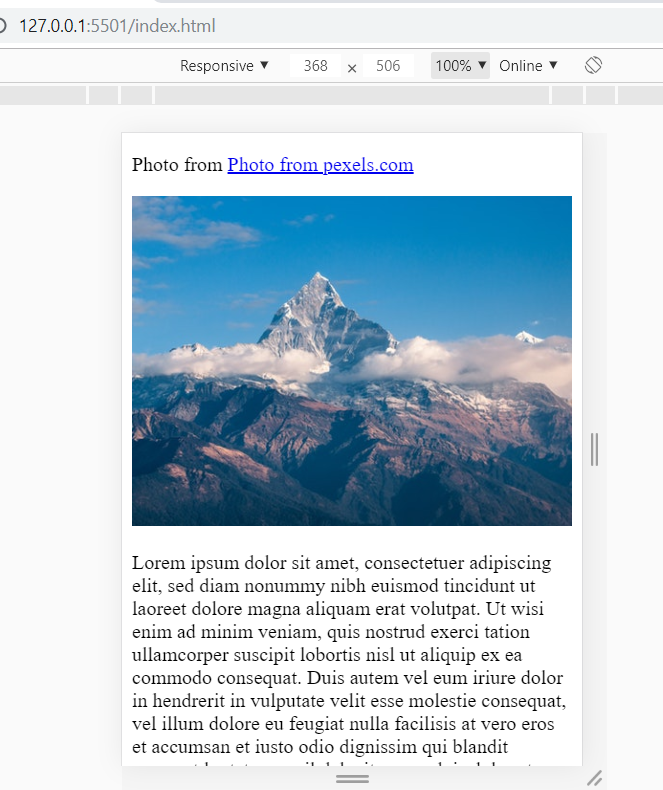 127.0.0.1:5501/index.html
Responsive ▼ 368 × 506 100% ▼ Online ▼
Photo from Photo from pexels.com
Lorem ipsum dolor sit amet, consectetuer adipiscing
elit, sed diam nonummy nibh euismod tincidunt ut
laoreet dolore magna aliquam erat volutpat. Ut wisi
enim ad minim veniam, quis nostrud exerci tation
ullamcorper suscipit lobortis nisl ut aliquip ex ea
commodo consequat. Duis autem vel eum iriure dolor
in hendrerit in vulputate velit esse molestie consequat,
vel illum dolore eu feugiat nulla facilisis at vero eros
et accumsan et iusto odio dignissim qui blandit